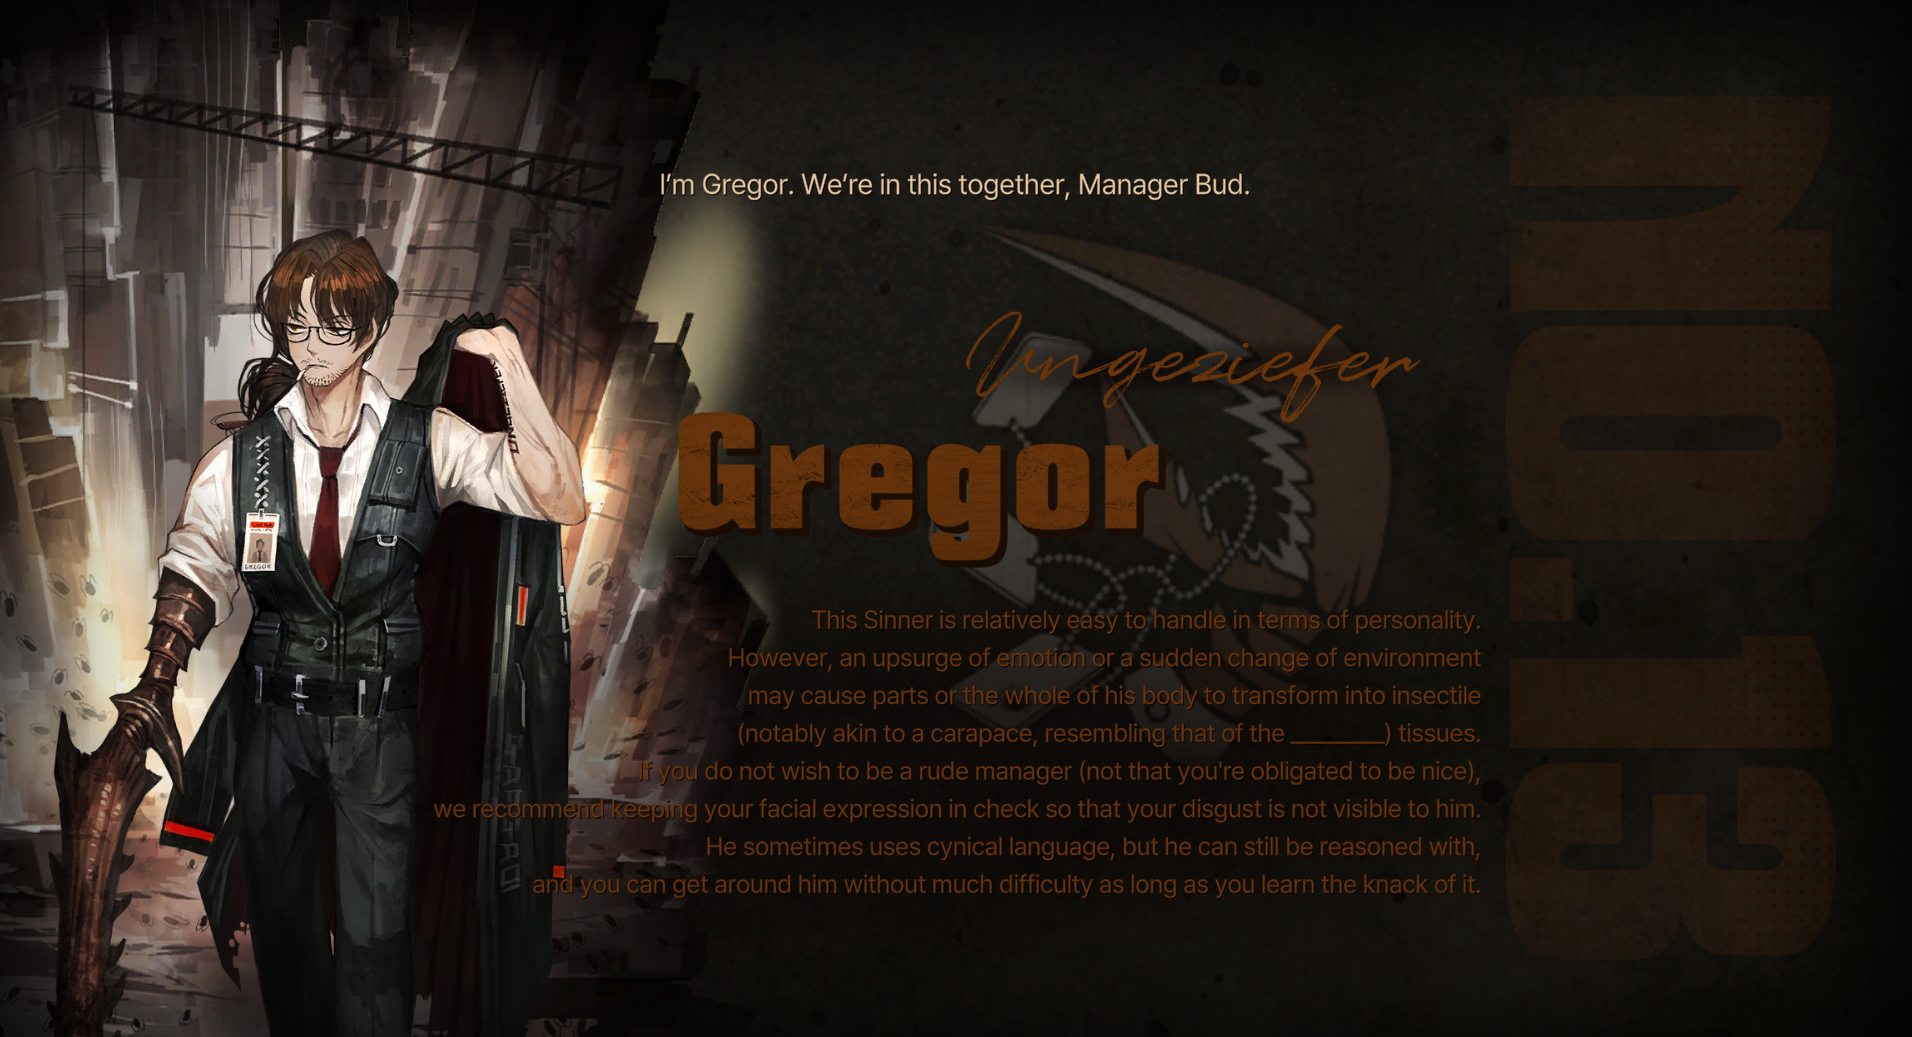 I’m Gregor. We’re in this together, Manager Bud.
Ungeziefer
Gregor
This Sinner is relatively easy to handle in terms of personality.
However, an upsurge of emotion or a sudden change of environment
may cause parts or the whole of his body to transform into insectile
(notably akin to a carapace, resembling that of the ________) tissues.
If you do not wish to be a rude manager (not that you're obligated to be nice),
we recommend keeping your facial expression in check so that your disgust is not visible to him.
He sometimes uses cynical language, but he can still be reasoned with,
and you can get around him without much difficulty as long as you learn the knack of it.
NO.13
GREGOR